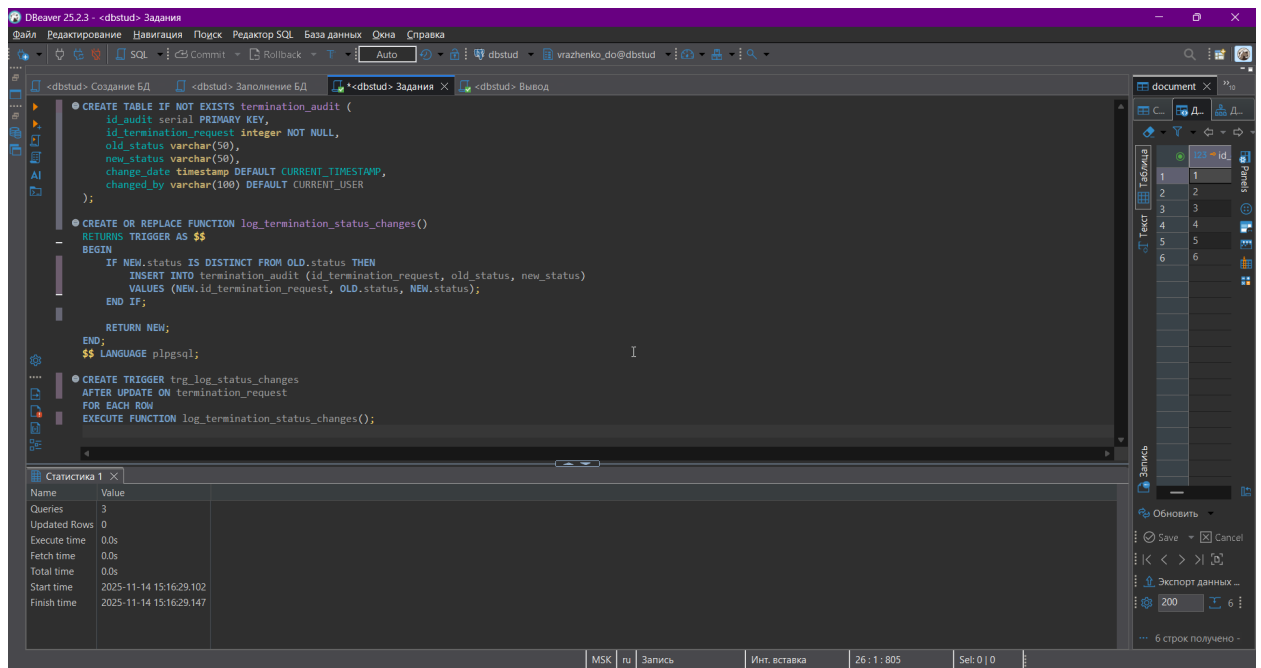 DBeaver 25.2.3 - <dbstud> Задания
Файл Редактирование Навигация Поиск Редактор SQL База данных Окна Справка
SQL Commit Rollback T Auto dbstud vrazhenko_do@dbstud
<dbstud> Создание БД <dbstud> Заполнение БД *<dbstud> Задания <dbstud> Вывод
CREATE TABLE IF NOT EXISTS termination_audit (
id_audit serial PRIMARY KEY,
id_termination_request integer NOT NULL,
old_status varchar(50),
new_status varchar(50),
change_date timestamp DEFAULT CURRENT_TIMESTAMP,
changed_by varchar(100) DEFAULT CURRENT_USER
);
CREATE OR REPLACE FUNCTION log_termination_status_changes()
RETURNS TRIGGER AS $$
BEGIN
IF NEW.status IS DISTINCT FROM OLD.status THEN
INSERT INTO termination_audit (id_termination_request, old_status, new_status)
VALUES (NEW.id_termination_request, OLD.status, NEW.status);
END IF;
RETURN NEW;
END;
$$ LANGUAGE plpgsql;
CREATE TRIGGER trg_log_status_changes
AFTER UPDATE ON termination_request
FOR EACH ROW
EXECUTE FUNCTION log_termination_status_changes();
AI
Статистика 1
Name Value
Queries 3
Updated Rows 0
Execute time 0.0s
Fetch time 0.0s
Total time 0.0s
Start time 2025-11-14 15:16:29.102
Finish time 2025-11-14 15:16:29.147
document
10
С... Д... Д...
Таблица
Текст
Запись
Panels
123 id_
1 1
2 2
3 3
4 4
5 5
6 6
Обновить
Save Cancel
Экспорт данных ...
200 6
6 строк получено -
MSK ru Запись Инт. вставка 26 : 1 : 805 Sel: 0 | 0